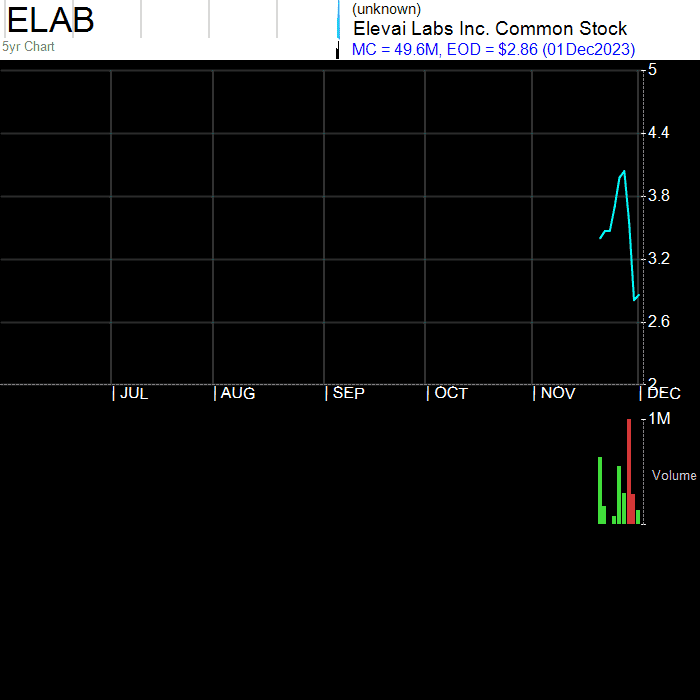 ELAB
5yr Chart
(unknown)
Elevai Labs Inc. Common Stock
MC = 49.6M, EOD = $2.86 (01Dec2023)
5
4.4
3.8
3.2
2.6
2
JUL AUG SEP OCT NOV DEC
1M
Volume